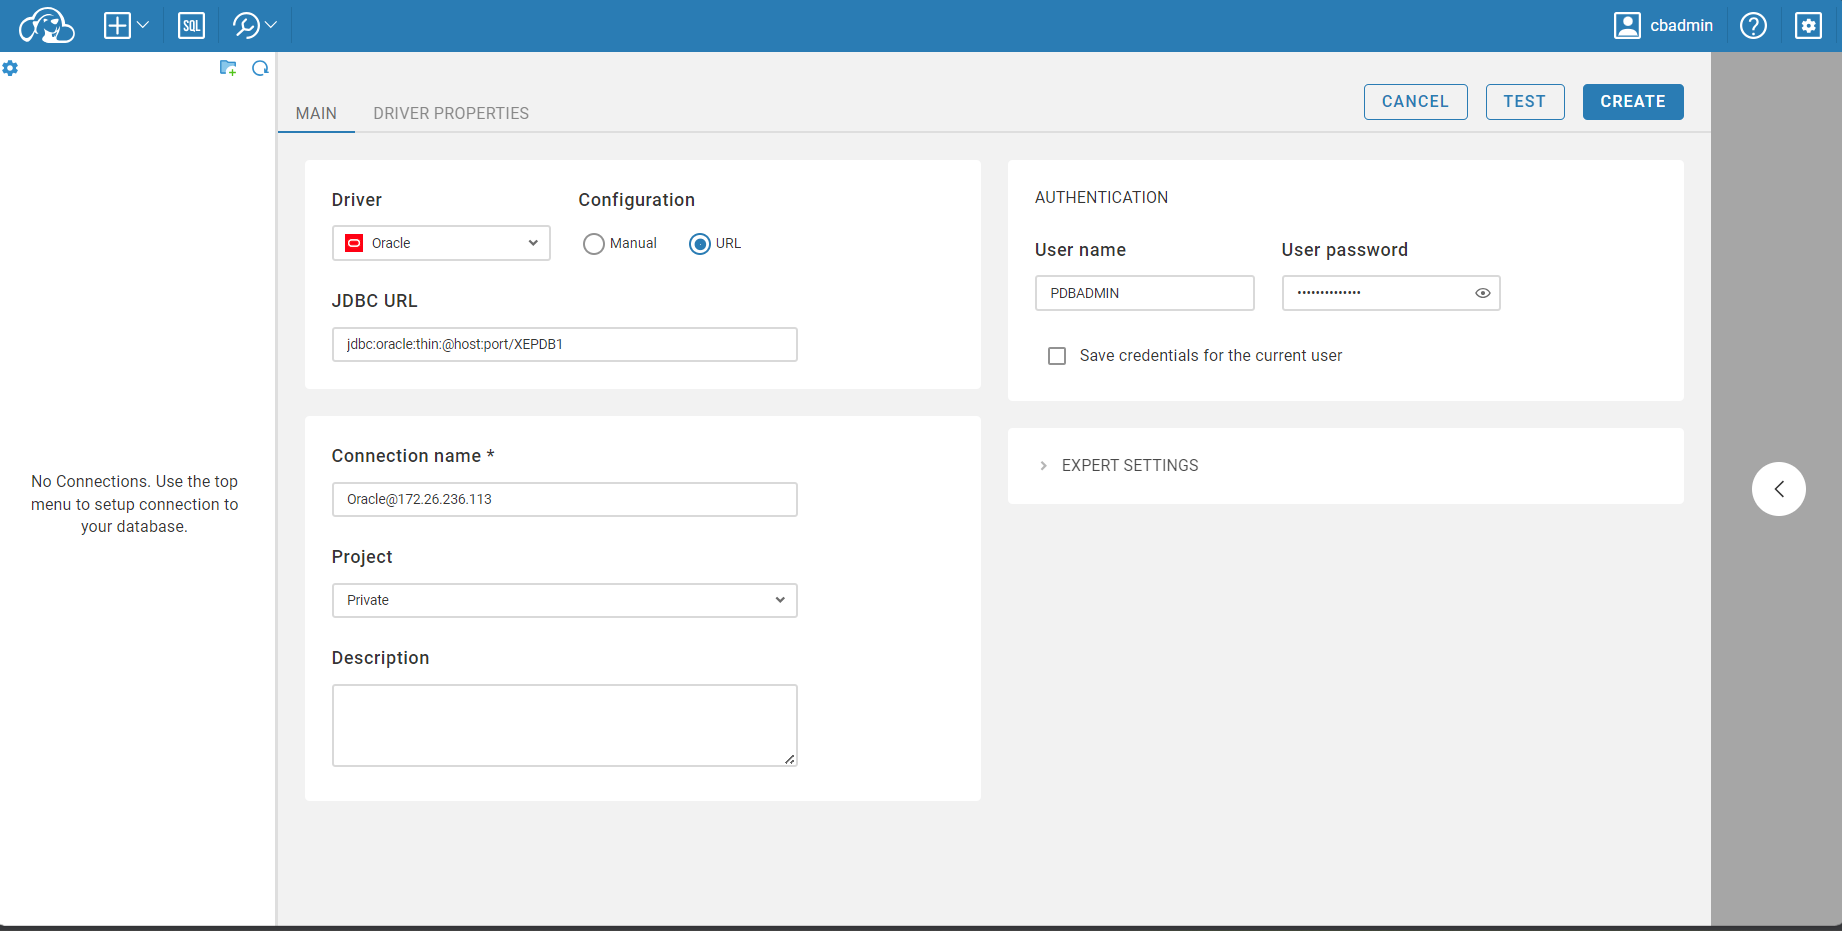 SQL
cbadmin
MAIN
DRIVER PROPERTIES
CANCEL
TEST
CREATE
Driver
Configuration
Oracle
Manual
URL
JDBC URL
jdbc:oracle:thin:@host:port/XEPDB1
AUTHENTICATION
User name
User password
PDBADMIN
••••••••••••••
Save credentials for the current user
EXPERT SETTINGS
Connection name *
Oracle@172.26.236.113
Project
Private
Description
No Connections. Use the top
menu to setup connection to
your database.